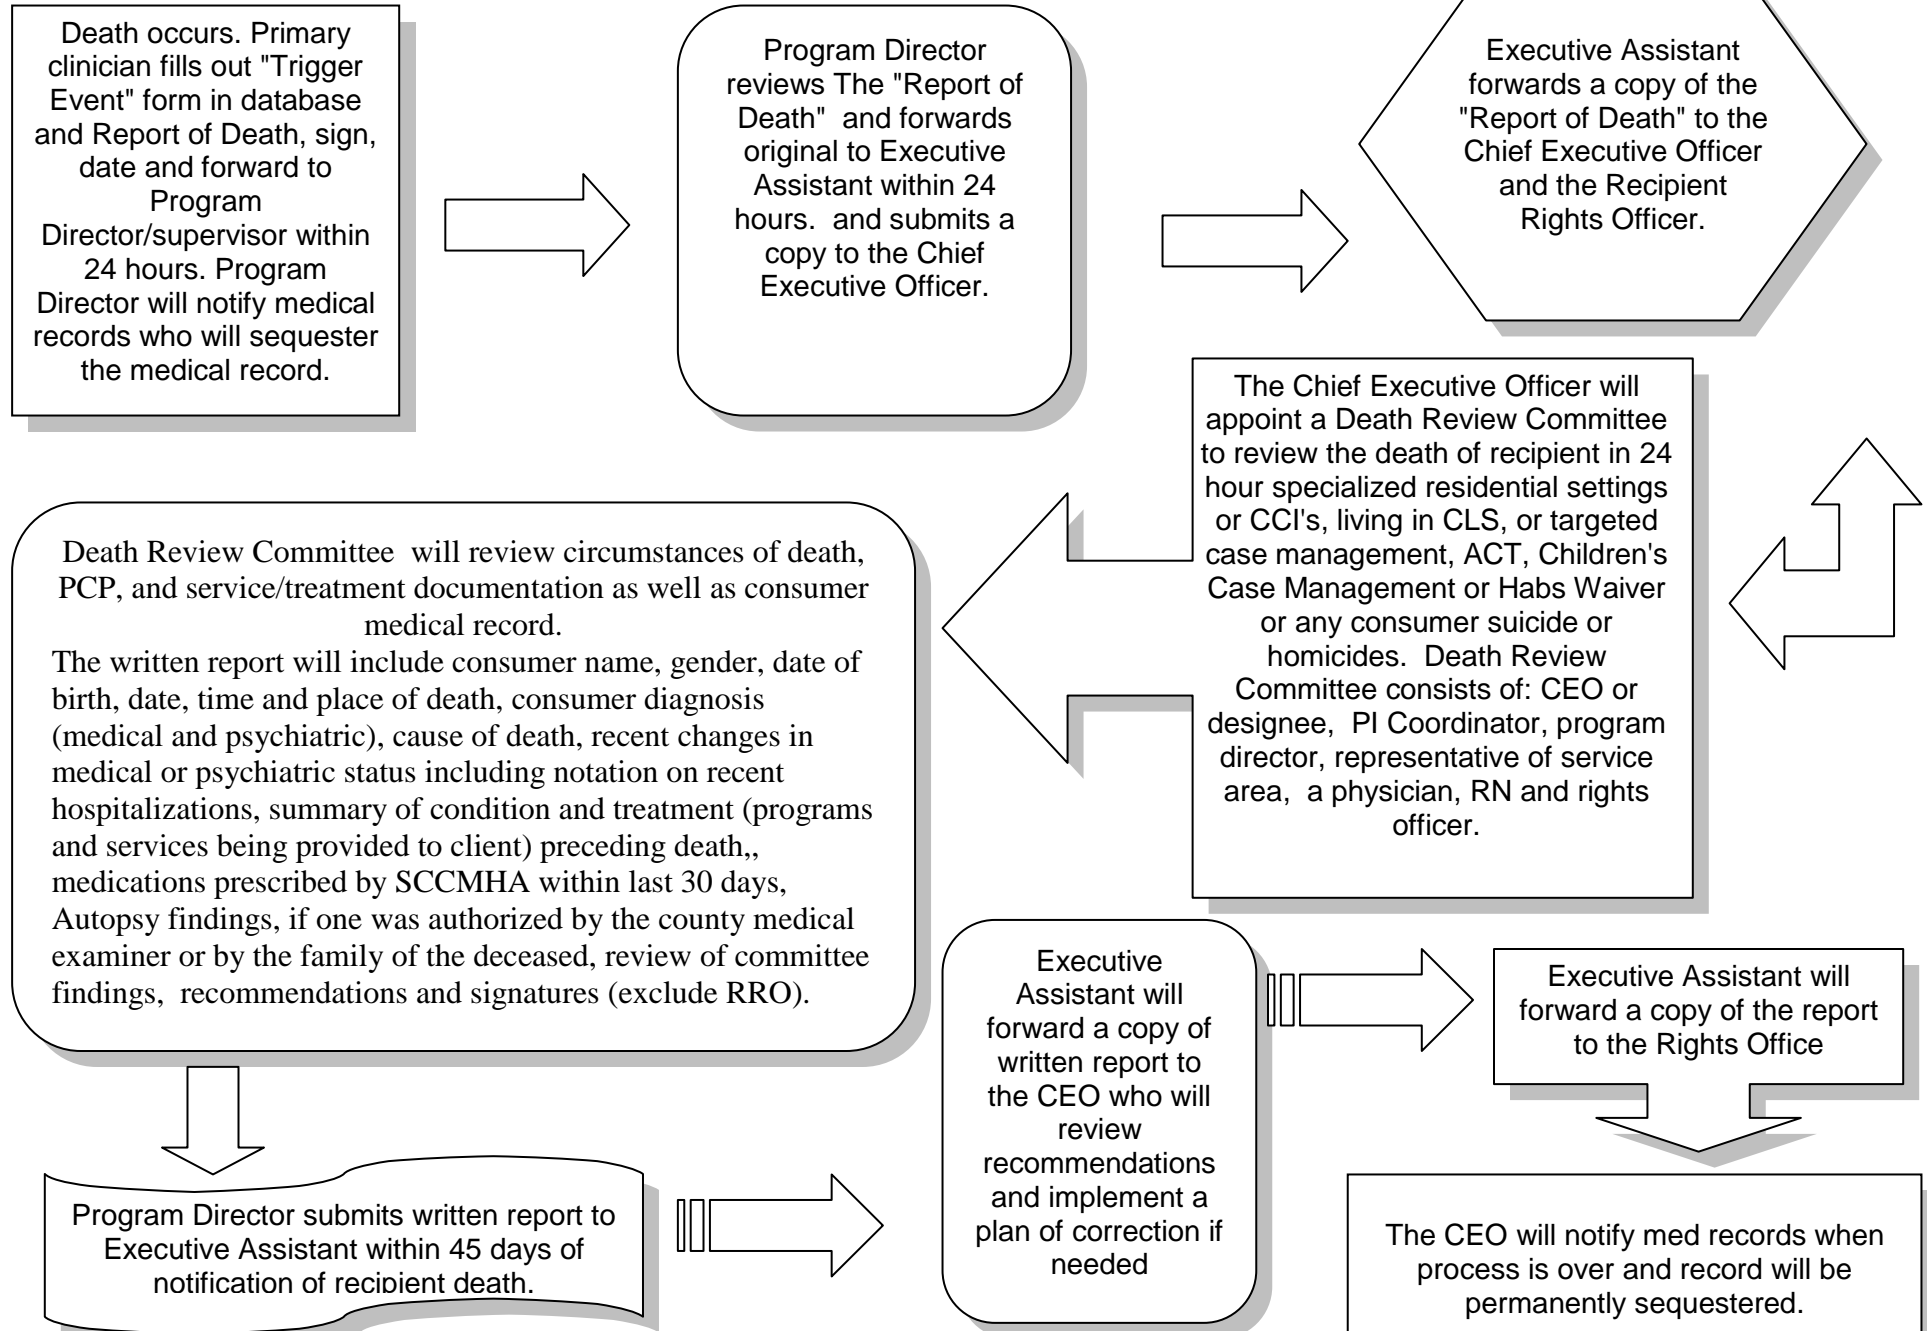 Death occurs. Primary
clinician fills out "Trigger
Event" form in database
and Report of Death, sign,
date and forward to
Program
Director/supervisor within
24 hours. Program
Director will notify medical
records who will sequester
the medical record.
Program Director
reviews The "Report of
Death" and forwards
original to Executive
Assistant within 24
hours. and submits a
copy to the Chief
Executive Officer.
Executive Assistant
forwards a copy of the
"Report of Death" to the
Chief Executive Officer
and the Recipient
Rights Officer.
The Chief Executive Officer will
appoint a Death Review Committee
to review the death of recipient in 24
hour specialized residential settings
or CCI's, living in CLS, or targeted
case management, ACT, Children's
Case Management or Habs Waiver
or any consumer suicide or
homicides. Death Review
Committee consists of: CEO or
designee, PI Coordinator, program
director, representative of service
area, a physician, RN and rights
officer.
Death Review Committee will review circumstances of death,
PCP, and service/treatment documentation as well as consumer
medical record.
The written report will include consumer name, gender, date of
birth, date, time and place of death, consumer diagnosis
(medical and psychiatric), cause of death, recent changes in
medical or psychiatric status including notation on recent
hospitalizations, summary of condition and treatment (programs
and services being provided to client) preceding death,,
medications prescribed by SCCMHA within last 30 days,
Autopsy findings, if one was authorized by the county medical
examiner or by the family of the deceased, review of committee
findings, recommendations and signatures (exclude RRO).
Program Director submits written report to
Executive Assistant within 45 days of
notification of recipient death.
Executive
Assistant will
forward a copy of
written report to
the CEO who will
review
recommendations
and implement a
plan of correction if
needed
Executive Assistant will
forward a copy of the report
to the Rights Office
The CEO will notify med records when
process is over and record will be
permanently sequestered.